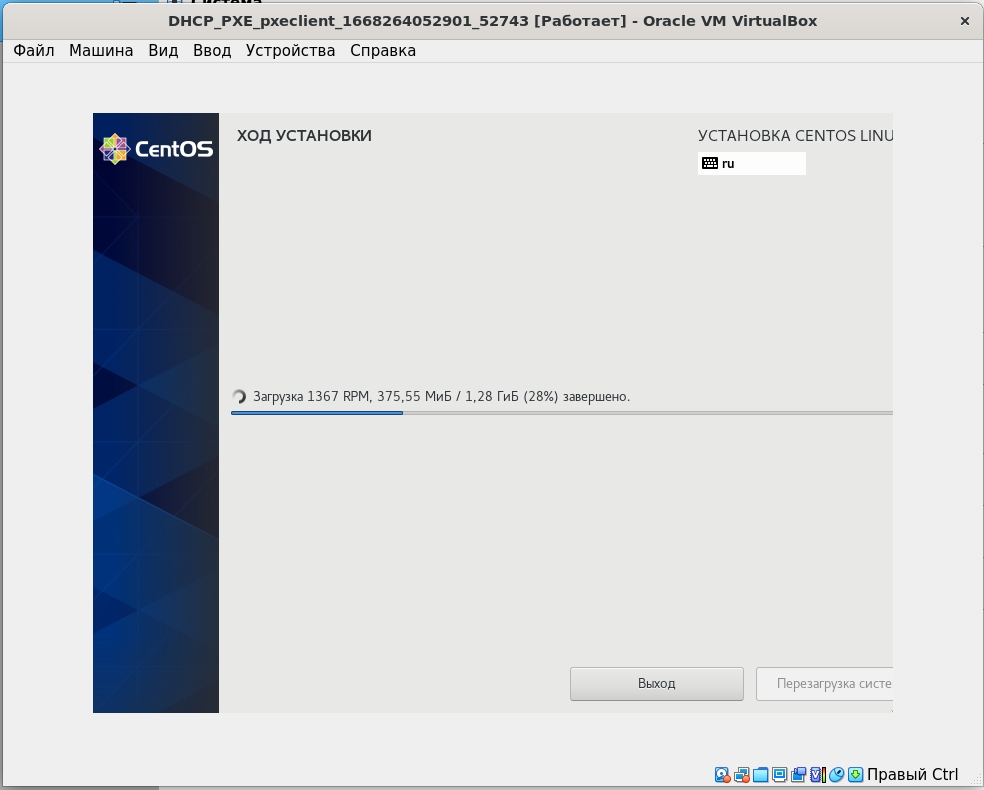 Система
DHCP_PXE_pxeclient_1668264052901_52743 [Работает] - Oracle VM VirtualBox
Файл Машина Вид Ввод Устройства Справка
CentOS
ХОД УСТАНОВКИ
УСТАНОВКА CENTOS LINU
ru
Загрузка 1367 RPM, 375,55 МиБ / 1,28 ГиБ (28%) завершено.
Выход
Перезагрузка систе
Правый Ctrl